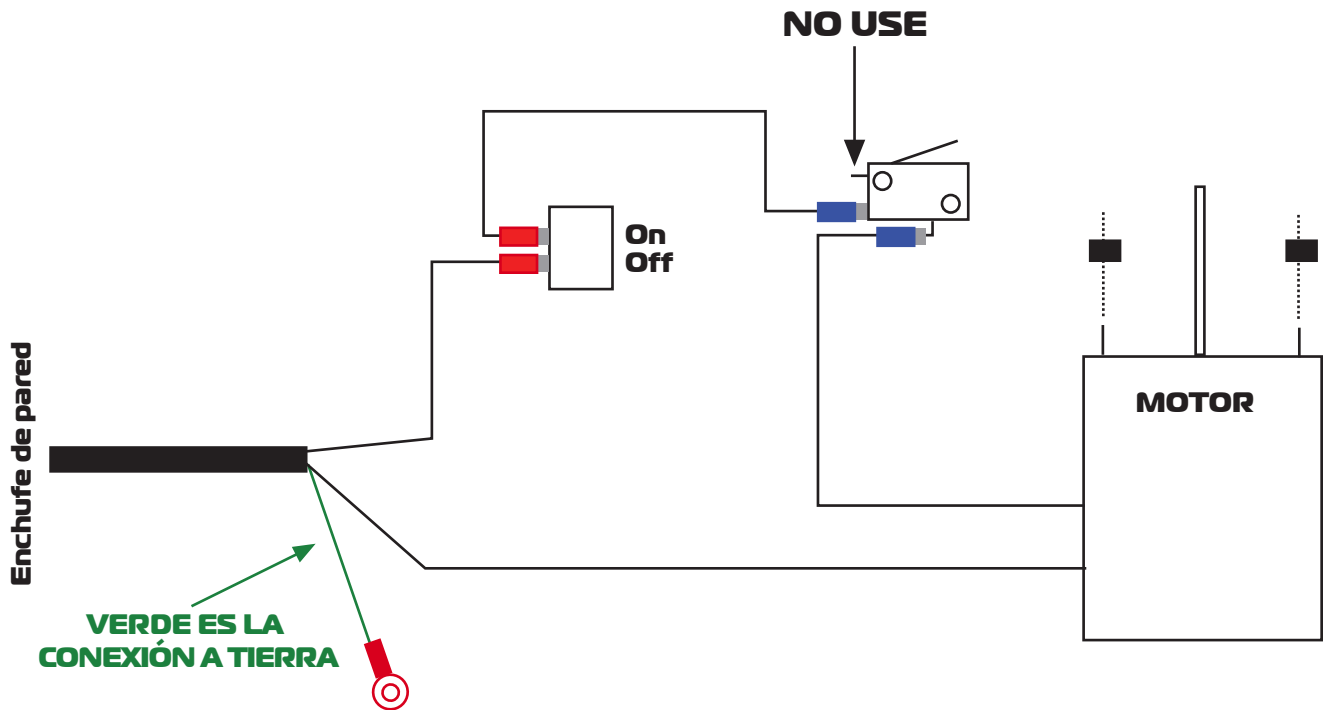 NO USE
On
Off
Enchufe de pared
MOTOR
VERDE ES LA
CONEXIÓN A TIERRA